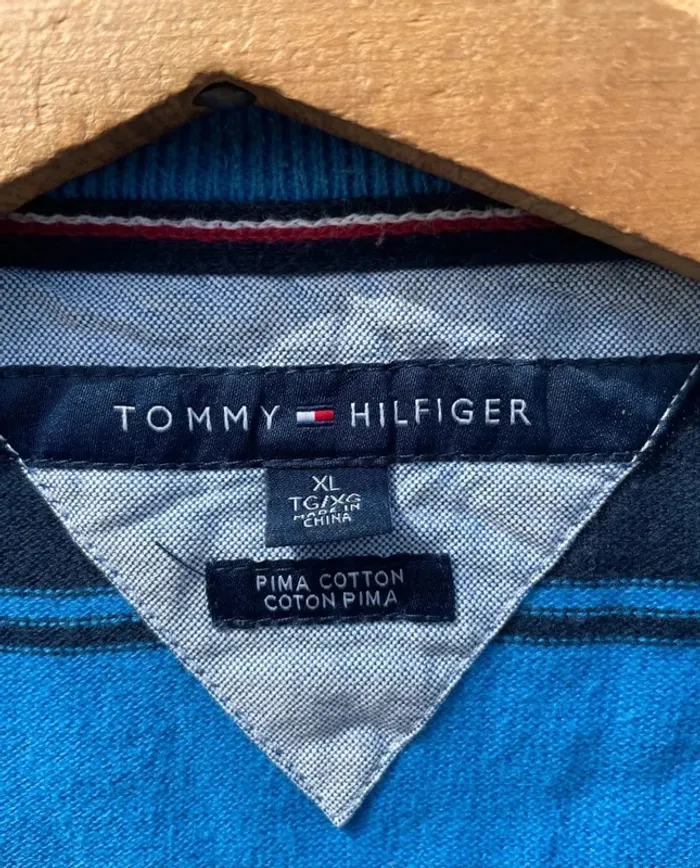 TOMMY HILFIGER
XL
TG/XG
MADE IN
CHINA
PIMA COTTON
COTON PIMA